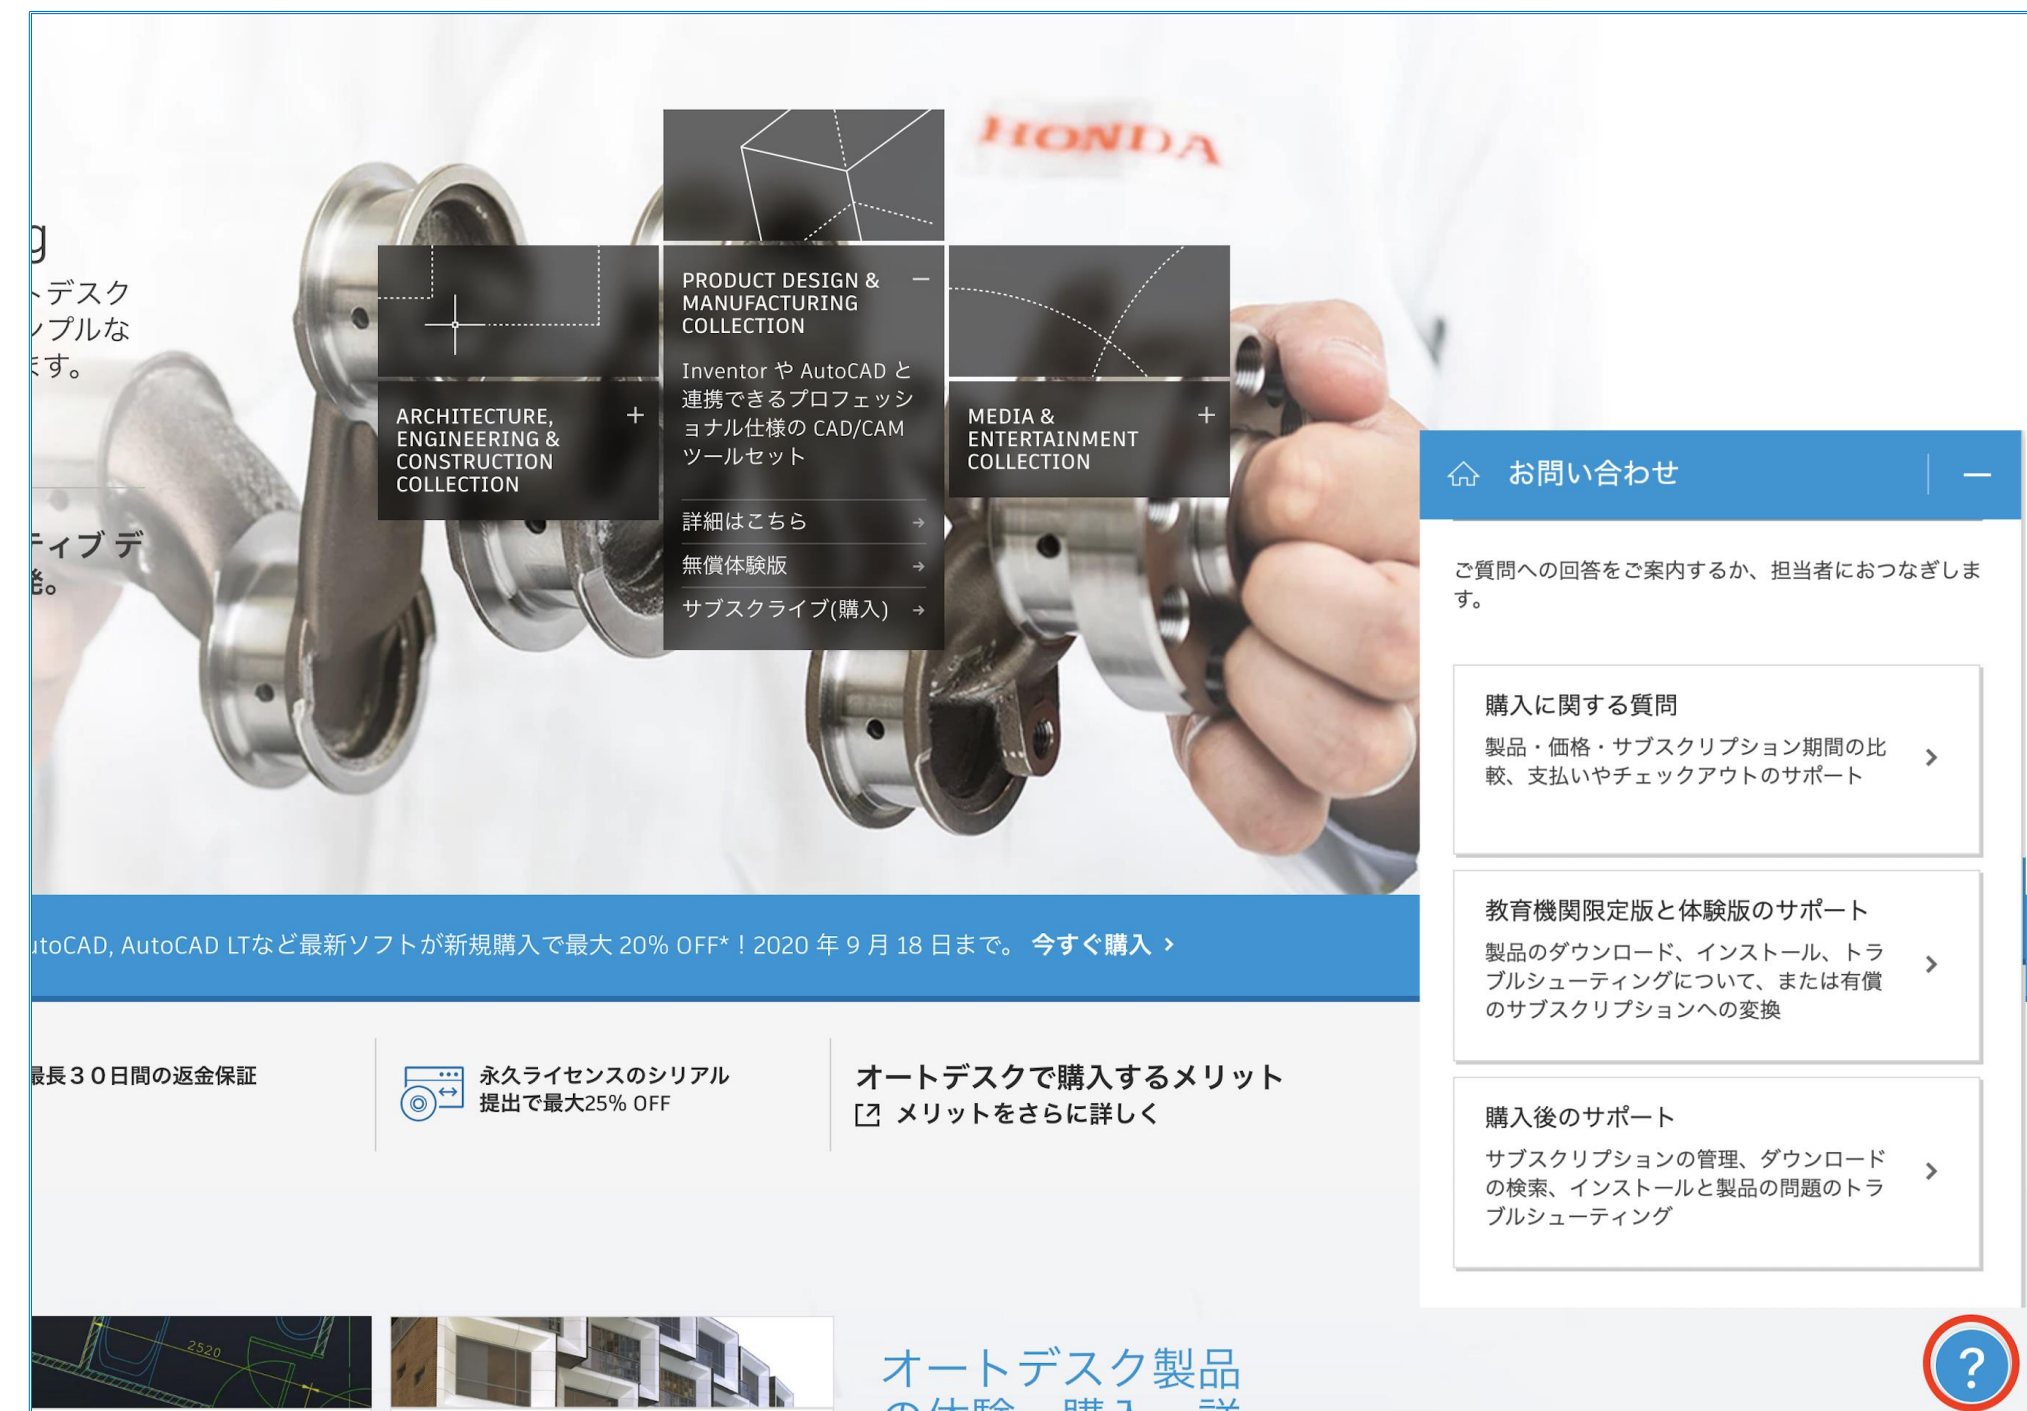 HONDA
g
トデスク
ンプルな
ます。
ティブ デ
発。
ARCHITECTURE,
ENGINEERING &
CONSTRUCTION
COLLECTION
+
PRODUCT DESIGN &
MANUFACTURING
COLLECTION
Inventor や AutoCAD と
連携できるプロフェッシ
ョナル仕様の CAD/CAM
ツールセット
詳細はこちら
無償体験版
サブスクライブ(購入)
MEDIA &
ENTERTAINMENT
COLLECTION
+
utoCAD, AutoCAD LTなど最新ソフトが新規購入で最大 20% OFF*！2020 年 9 月 18 日まで。 今すぐ購入
最長３０日間の返金保証
永久ライセンスのシリアル
提出で最大25% OFF
オートデスクで購入するメリット
メリットをさらに詳しく
2520
オートデスク製品
お問い合わせ
ご質問への回答をご案内するか、担当者におつなぎしま
す。
購入に関する質問
製品・価格・サブスクリプション期間の比
較、支払いやチェックアウトのサポート
教育機関限定版と体験版のサポート
製品のダウンロード、インストール、トラ
ブルシューティングについて、または有償
のサブスクリプションへの変換
購入後のサポート
サブスクリプションの管理、ダウンロード
の検索、インストールと製品の問題のトラ
ブルシューティング
?